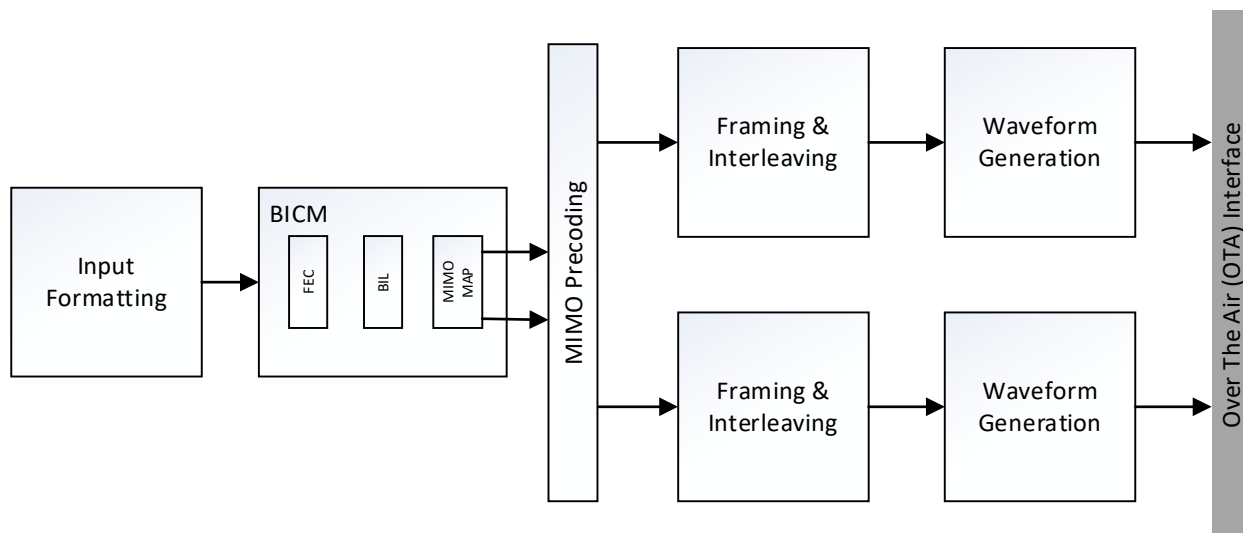 Input
Formatting
BICM
FEC
BIL
MIMO
MAP
MIMO Precoding
Framing &
Interleaving
Waveform
Generation
Framing &
Interleaving
Waveform
Generation
Over The Air (OTA) Interface